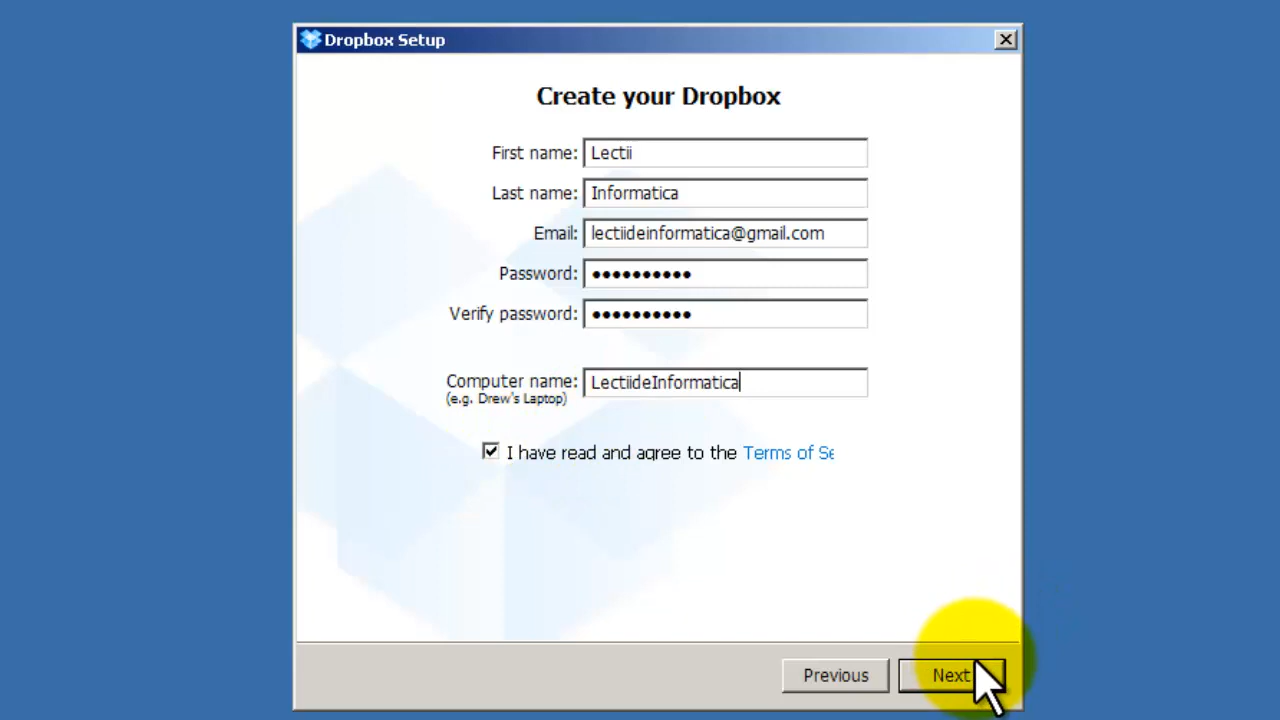 Dropbox Setup
Create your Dropbox
First name: Lectii
Last name: Informatica
Email: lectiideinformatica@gmail.com
Password: ●●●●●●●●●●
Verify password: ●●●●●●●●●●
Computer name: LectiideInformatica
(e.g. Drew's Laptop)
I have read and agree to the Terms of Se
Previous Next